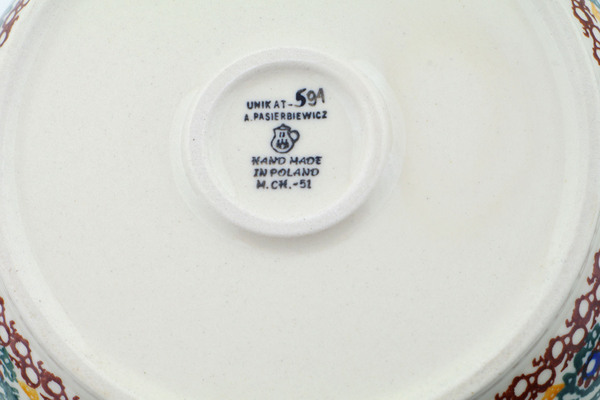 UNIKAT-591
A. PASIERBIEWICZ
HAND MADE
IN POLAND
M. CH.-51